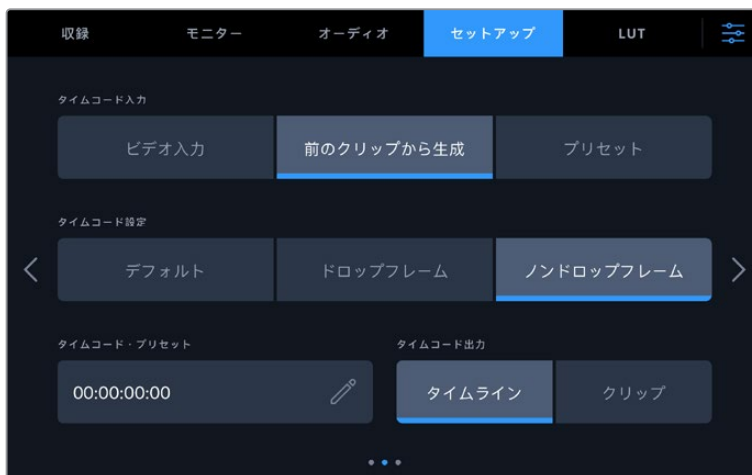 収録 モニター オーディオ セットアップ LUT
タイムコード入力
ビデオ入力 前のクリップから生成 プリセット
タイムコード設定
デフォルト ドロップフレーム ノンドロップフレーム
タイムコード・プリセット タイムコード出力
00:00:00:00 タイムライン クリップ